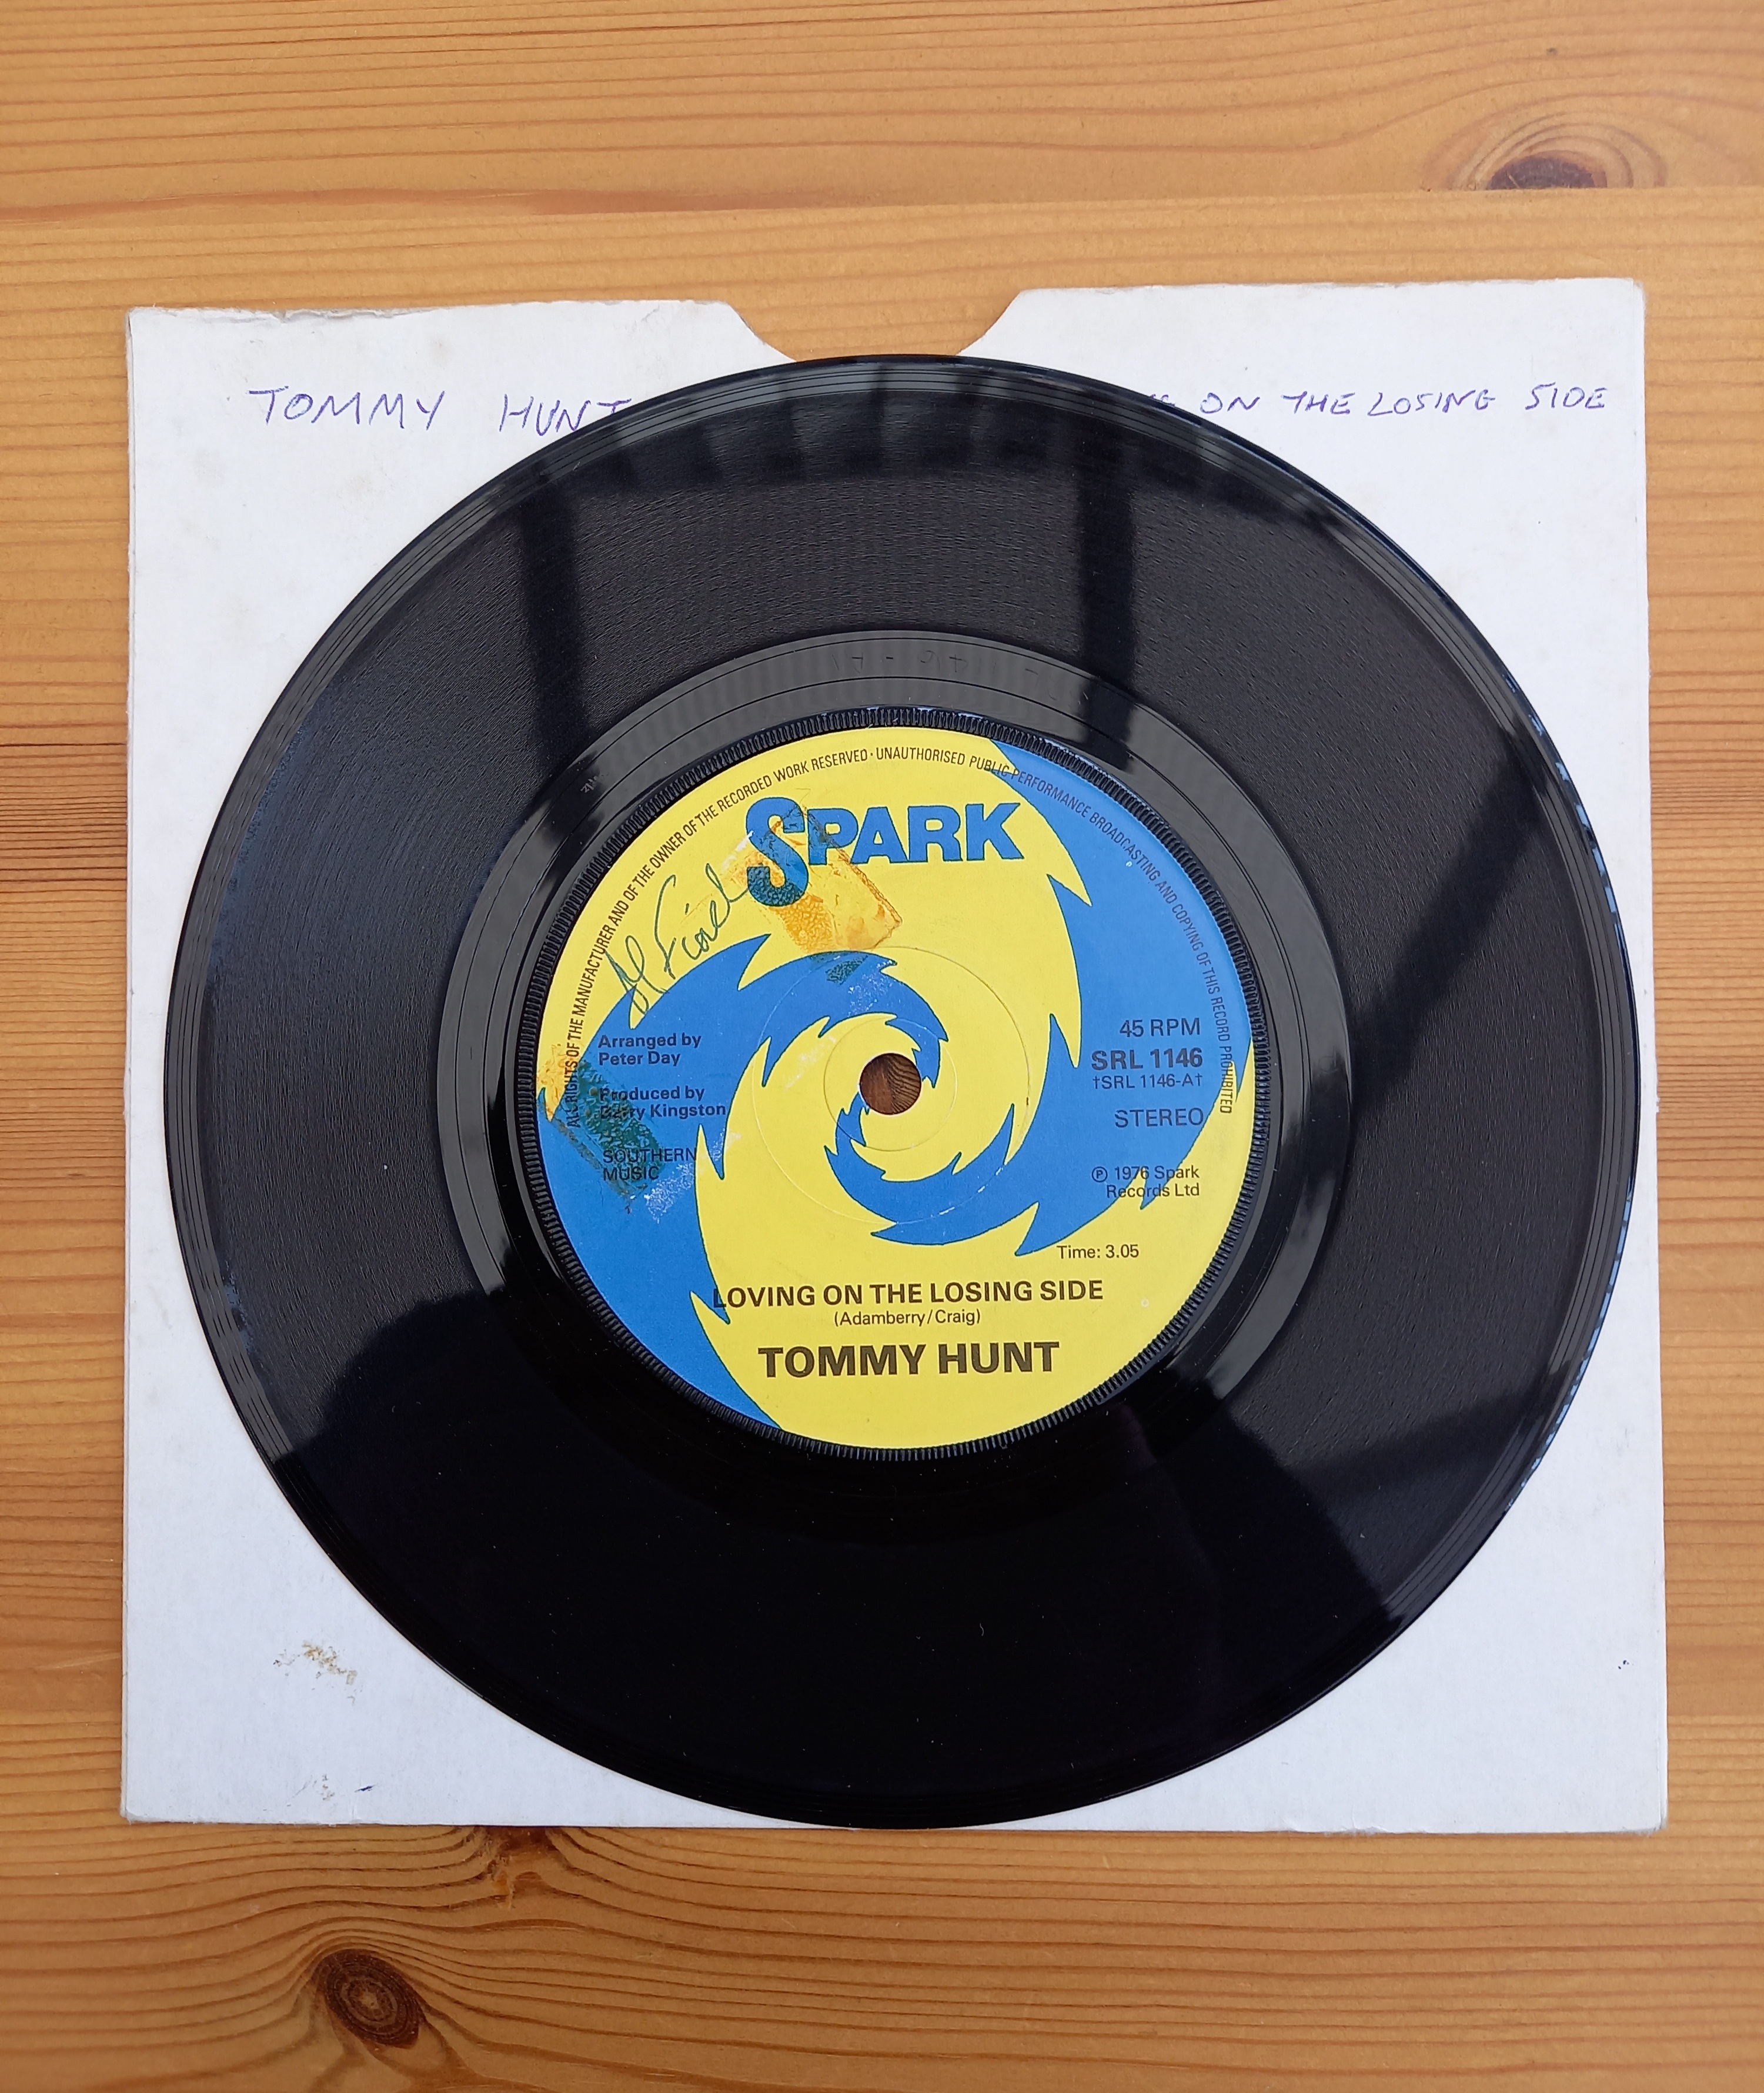 TOMMY HUNT ON THE LOSING SIDE
ALL RIGHTS OF THE MANUFACTURER AND OF THE OWNER OF THE RECORDED WORK RESERVED · UNAUTHORISED PUBLIC PERFORMANCE BROADCASTING AND COPYING OF THIS RECORD PROHIBITED
SPARK
Arranged by
Peter Day
Produced by
Barry Kingston
SOUTHERN
MUSIC
45 RPM
SRL 1146
†SRL 1146-A†
STEREO
℗ 1976 Spark
Records Ltd
Time: 3.05
LOVING ON THE LOSING SIDE
(Adamberry/Craig)
TOMMY HUNT